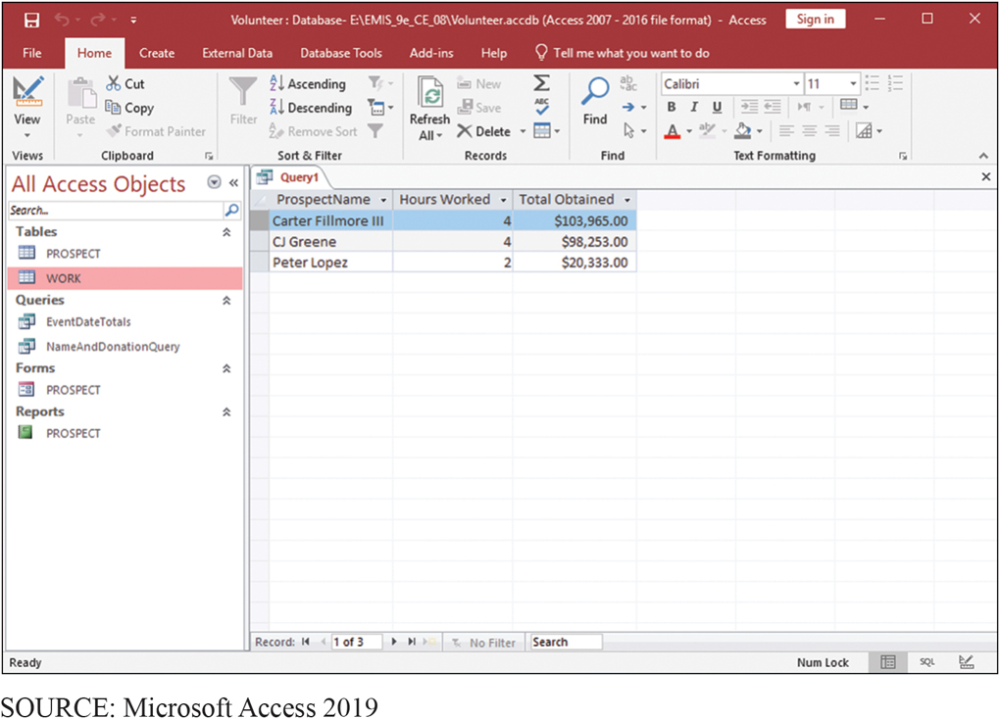 Volunteer : Database- E:\EMIS_9e_CE_08\Volunteer.accdb (Access 2007 - 2016 file format) - Access Sign in
File Home Create External Data Database Tools Add-ins Help Tell me what you want to do
View
Views
Paste
Cut
Copy
Format Painter
Clipboard
Filter
Ascending
Descending
Remove Sort
Sort & Filter
Refresh
All
New
Save
Delete
Records
Find
Find
Calibri 11
B I U
Text Formatting
All Access Objects
Search...
Tables
PROSPECT
WORK
Queries
EventDateTotals
NameAndDonationQuery
Forms
PROSPECT
Reports
PROSPECT
Query1
ProspectName Hours Worked Total Obtained
Carter Fillmore III 4 $103,965.00
CJ Greene 4 $98,253.00
Peter Lopez 2 $20,333.00
Record: 1 of 3 No Filter Search
Ready Num Lock SQL
SOURCE: Microsoft Access 2019